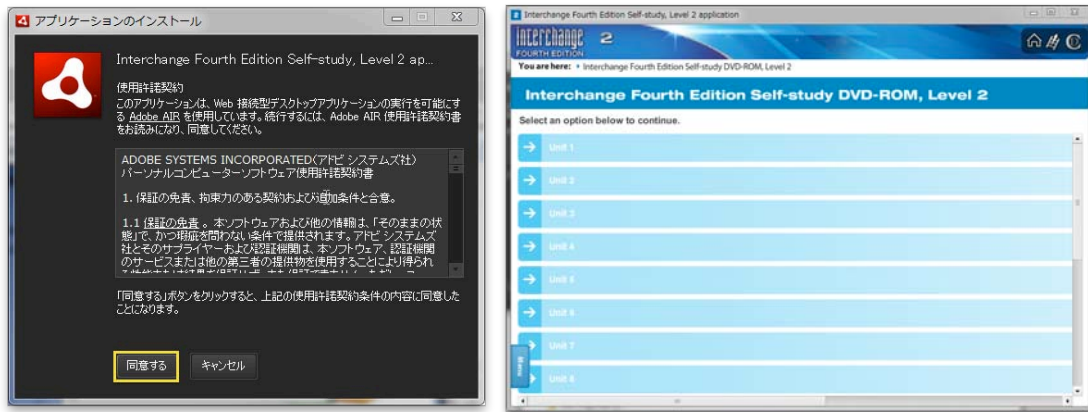 アプリケーションのインストール
Interchange Fourth Edition Self-study, Level 2 ap...
使用許諾契約
このアプリケーションは、Web 接続型デスクトップアプリケーションの実行を可能にす
る Adobe AIR を使用しています。続行するには、Adobe AIR 使用許諾契約書
をお読みになり、同意してください。
ADOBE SYSTEMS INCORPORATED(アドビ システムズ社)
パーソナルコンピューターソフトウェア使用許諾契約書
1. 保証の免責、拘束力のある契約および追加条件と合意。
1.1 保証の免責 。本ソフトウェアおよび他の情報は、「そのままの状
態」で、かつ瑕疵を問わない条件で提供されます。アドビ システムズ
社とそのサプライヤーおよび認証機関は、本ソフトウェア、認証機関
のサービスまたは他の第三者の提供物を使用することにより得られ
「同意する」ボタンをクリックすると、上記の使用許諾契約条件の内容に同意した
ことになります。
同意する キャンセル
Interchange Fourth Edition Self-study, Level 2 application
interchange 2
FOURTH EDITION
You are here: Interchange Fourth Edition Self-study DVD-ROM, Level 2
Interchange Fourth Edition Self-study DVD-ROM, Level 2
Select an option below to continue.
Unit 1
Unit 2
Unit 3
Unit 4
Unit 5
Unit 6
Unit 7
Unit 8
Menu